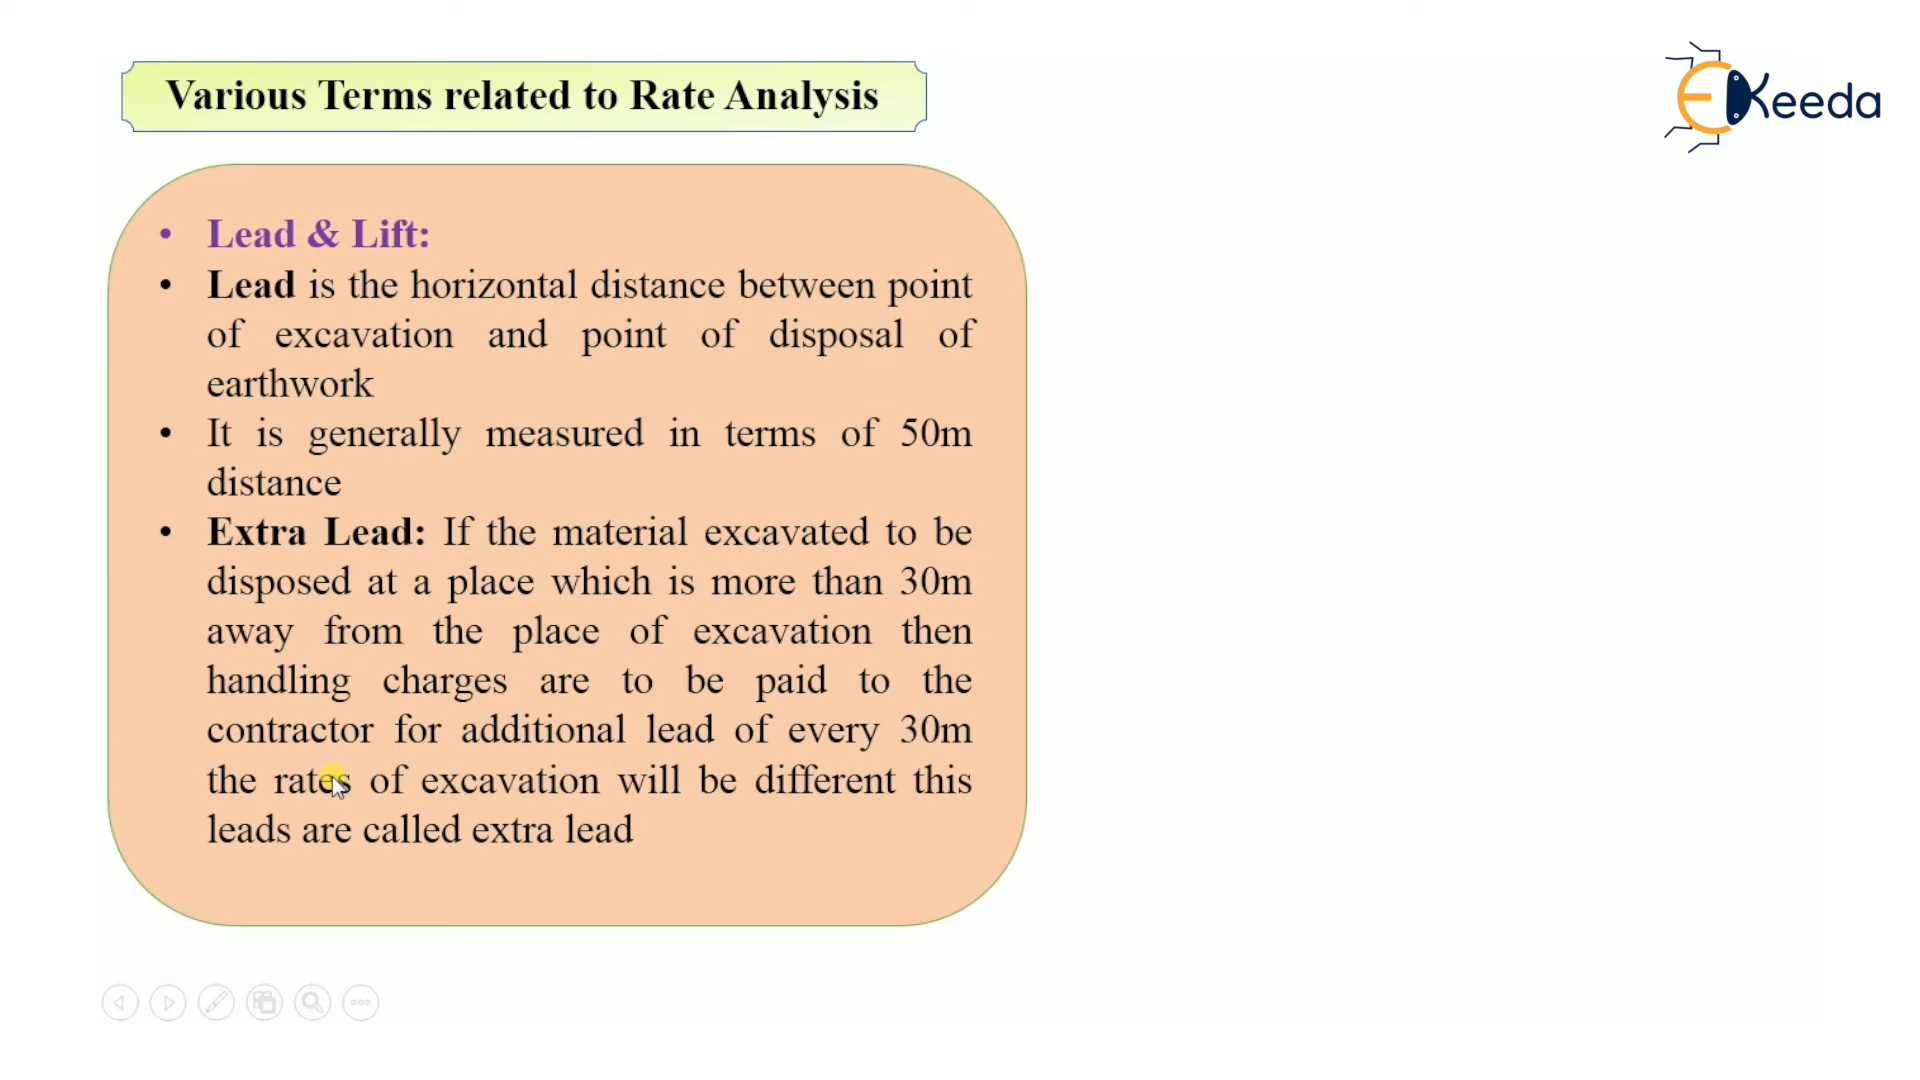 Various Terms related to Rate Analysis
EKeeda
• Lead & Lift:
• Lead is the horizontal distance between point
of excavation and point of disposal of
earthwork
• It is generally measured in terms of 50m
distance
• Extra Lead: If the material excavated to be
disposed at a place which is more than 30m
away from the place of excavation then
handling charges are to be paid to the
contractor for additional lead of every 30m
the rates of excavation will be different this
leads are called extra lead